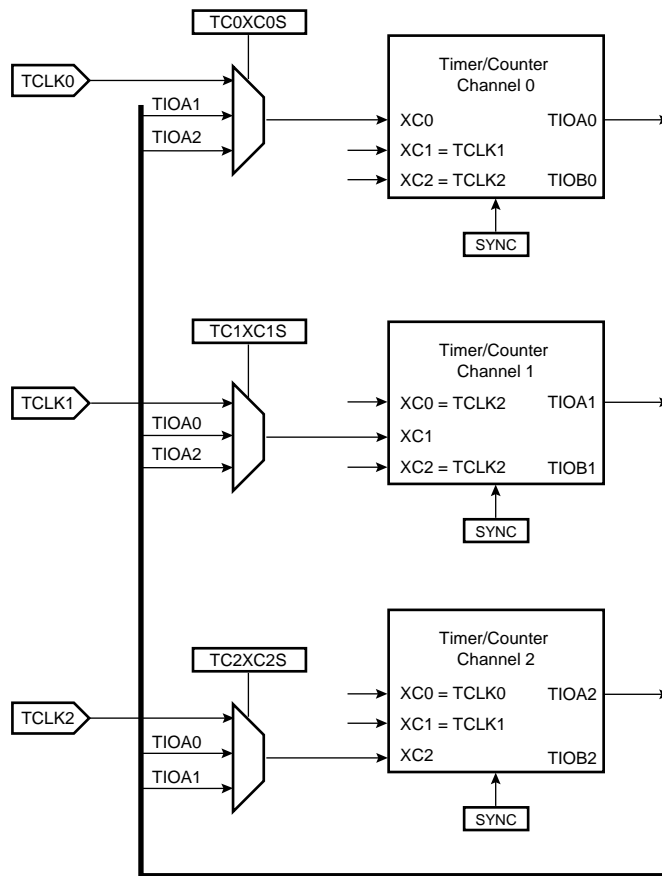 TC0XC0S
TCLK0
TIOA1
TIOA2
Timer/Counter
Channel 0
XC0
TIOA0
XC1 = TCLK1
XC2 = TCLK2
TIOB0
SYNC
TC1XC1S
TCLK1
TIOA0
TIOA2
Timer/Counter
Channel 1
XC0 = TCLK2
TIOA1
XC1
XC2 = TCLK2
TIOB1
SYNC
TC2XC2S
TCLK2
TIOA0
TIOA1
Timer/Counter
Channel 2
XC0 = TCLK0
TIOA2
XC1 = TCLK1
XC2
TIOB2
SYNC